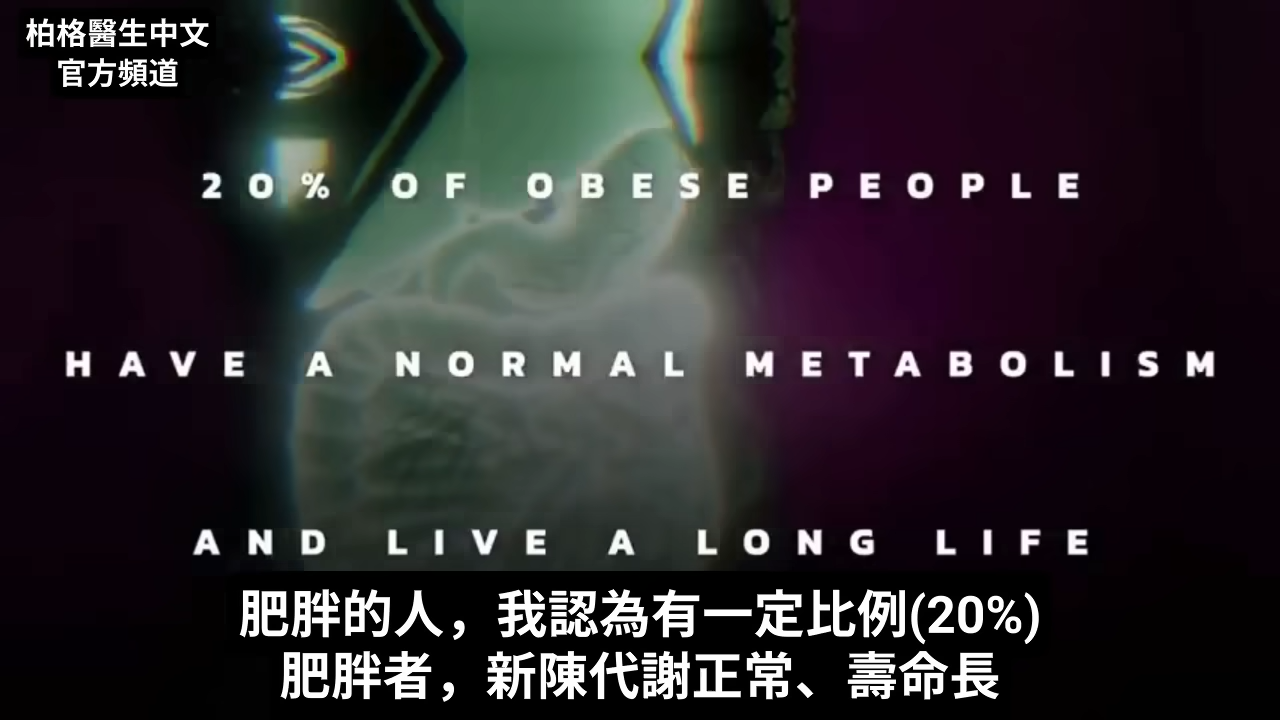 柏格醫生中文
官方頻道
20% OF OBESE PEOPLE
HAVE A NORMAL METABOLISM
AND LIVE A LONG LIFE
肥胖的人，我認為有一定比例(20%)
肥胖者，新陳代謝正常、壽命長